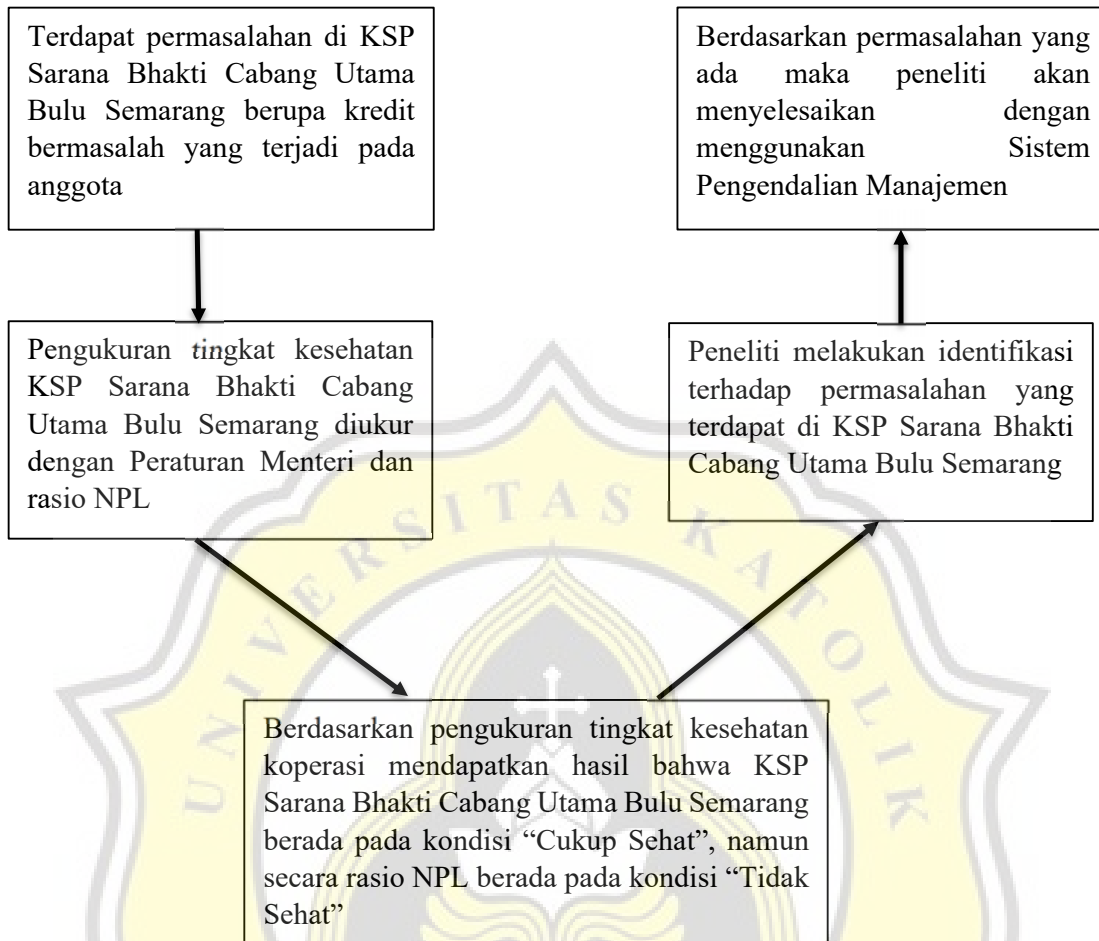 Terdapat permasalahan di KSP
Sarana Bhakti Cabang Utama
Bulu Semarang berupa kredit
bermasalah yang terjadi pada
anggota
Pengukuran tingkat kesehatan
KSP Sarana Bhakti Cabang
Utama Bulu Semarang diukur
dengan Peraturan Menteri dan
rasio NPL
Berdasarkan pengukuran tingkat kesehatan
koperasi mendapatkan hasil bahwa KSP
Sarana Bhakti Cabang Utama Bulu Semarang
berada pada kondisi “Cukup Sehat”, namun
secara rasio NPL berada pada kondisi “Tidak
Sehat”
Peneliti melakukan identifikasi
terhadap permasalahan yang
terdapat di KSP Sarana Bhakti
Cabang Utama Bulu Semarang
Berdasarkan permasalahan yang
ada maka peneliti akan
menyelesaikan dengan
menggunakan Sistem
Pengendalian Manajemen
UNIVERSITAS KATOLIK